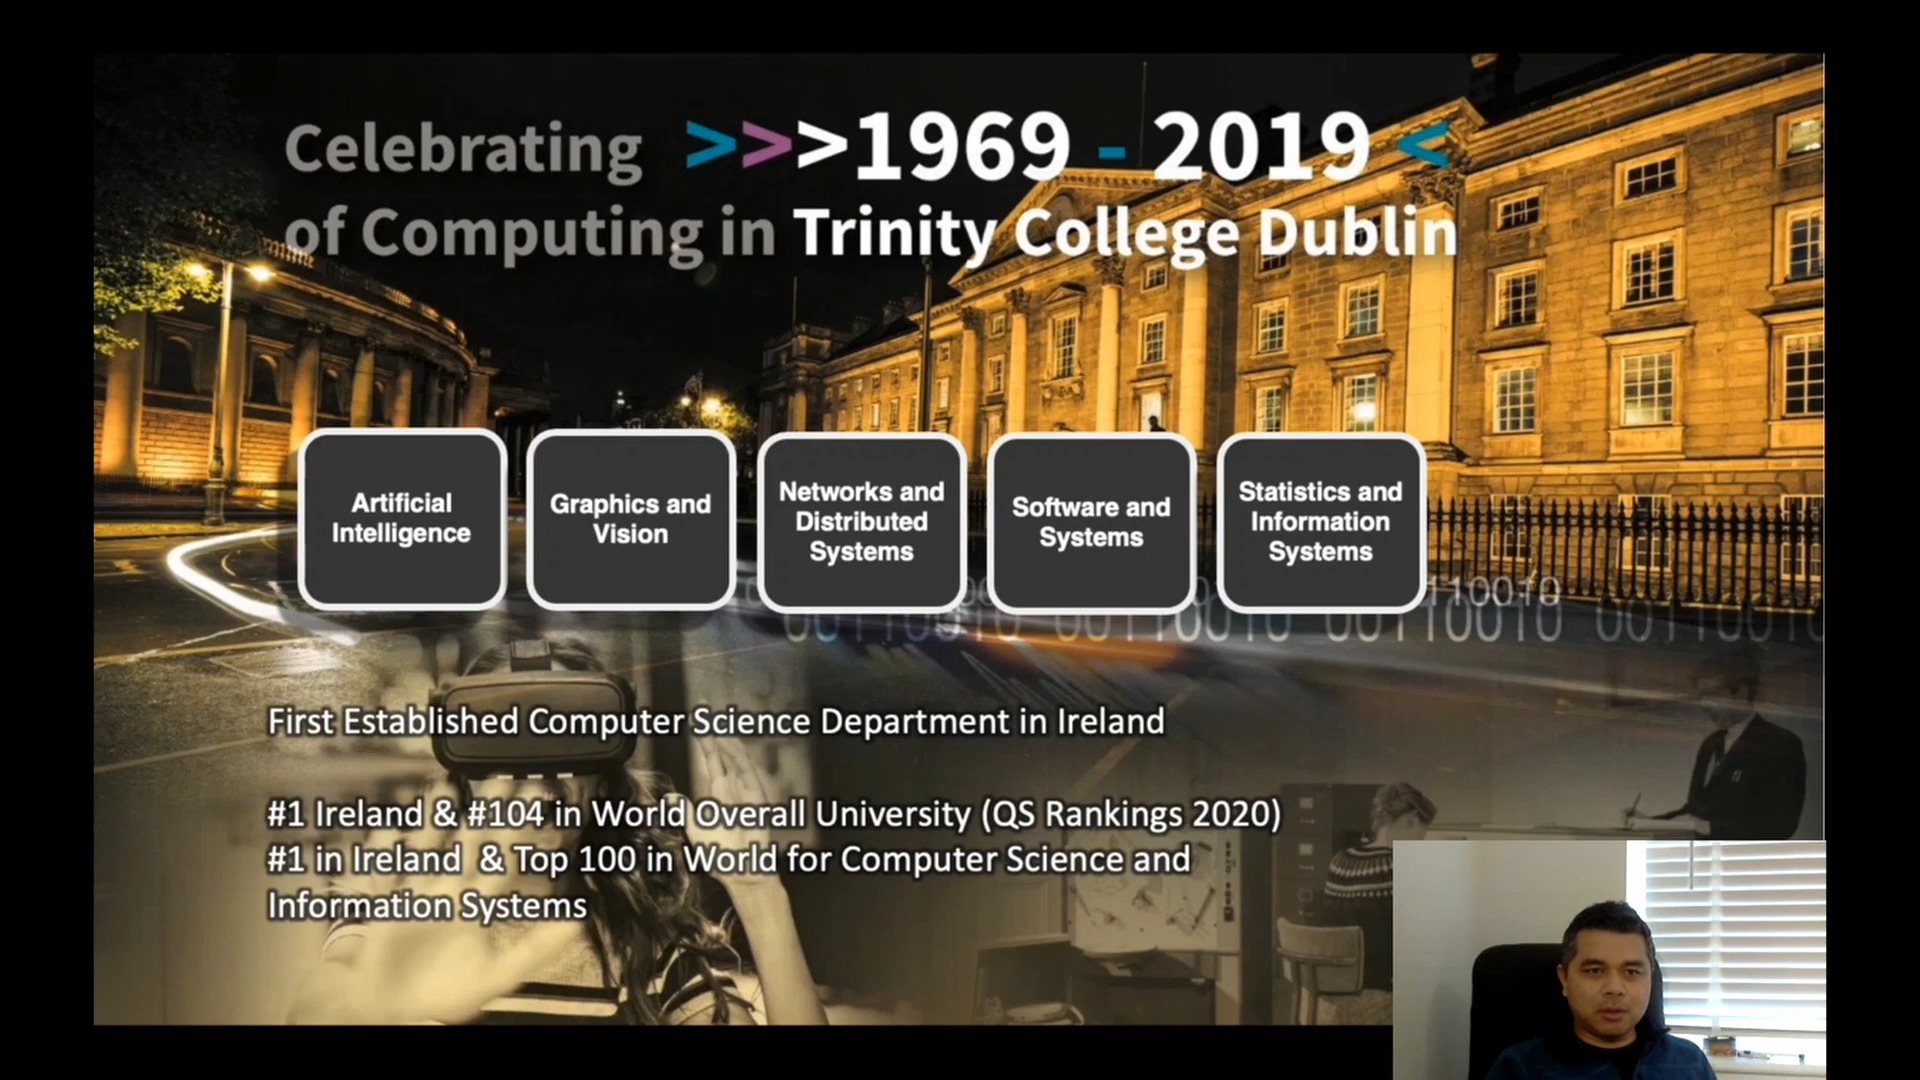 Celebrating >>>1969 - 2019 <
of Computing in Trinity College Dublin
Artificial
Intelligence
Graphics and
Vision
Networks and
Distributed
Systems
Software and
Systems
Statistics and
Information
Systems
First Established Computer Science Department in Ireland
#1 Ireland & #104 in World Overall University (QS Rankings 2020)
#1 in Ireland & Top 100 in World for Computer Science and
Information Systems